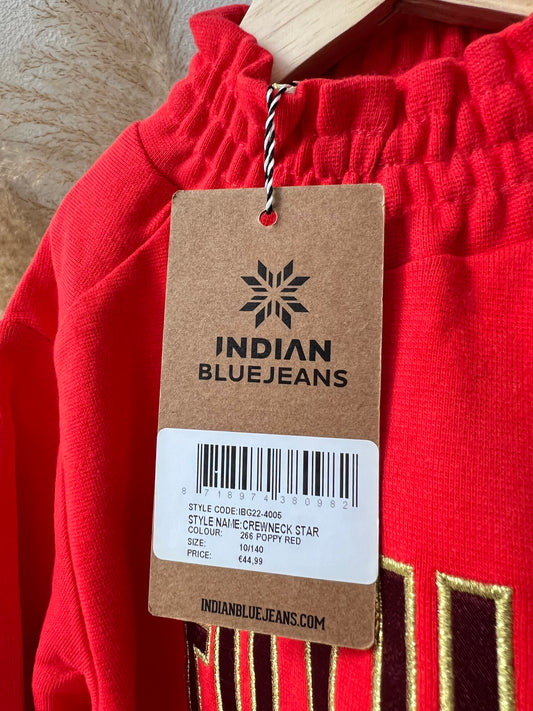 INDIAN
BLUEJEANS
8 718974 380982
STYLE CODE:IBG22-4005
STYLE NAME:CREWNECK STAR
COLOUR: 266 POPPY RED
SIZE: 10/140
PRICE: €44,99
INDIANBLUEJEANS.COM